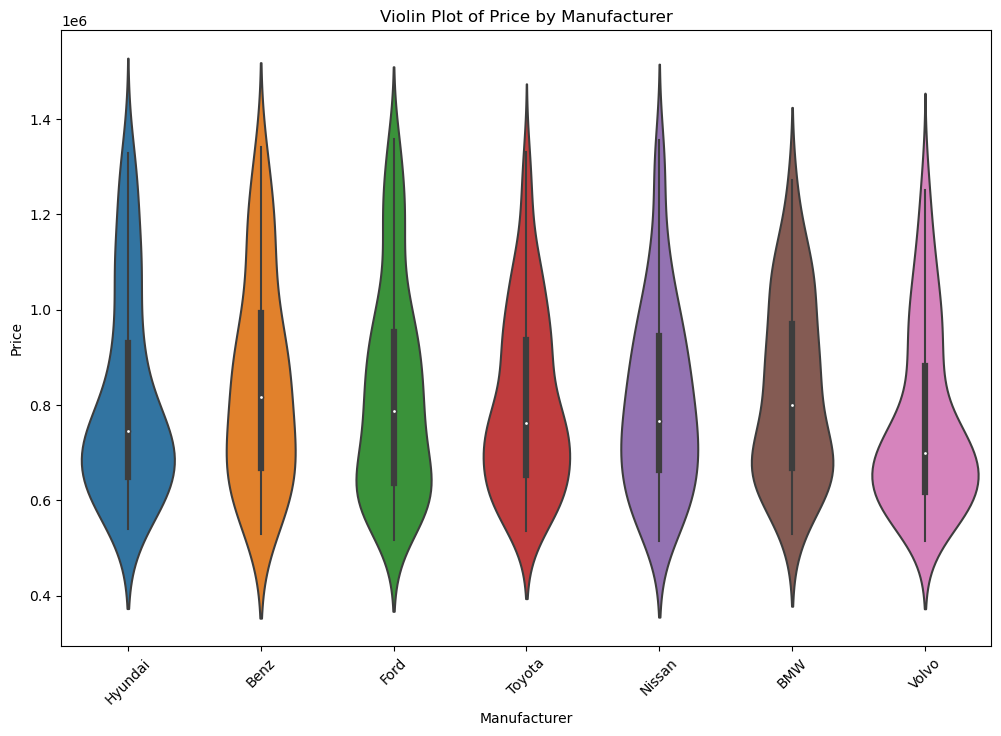 Violin Plot of Price by Manufacturer
1e6
1.4
1.2
1.0
0.8
0.6
0.4
Price
Hyundai
Benz
Ford
Toyota
Nissan
BMW
Volvo
Manufacturer